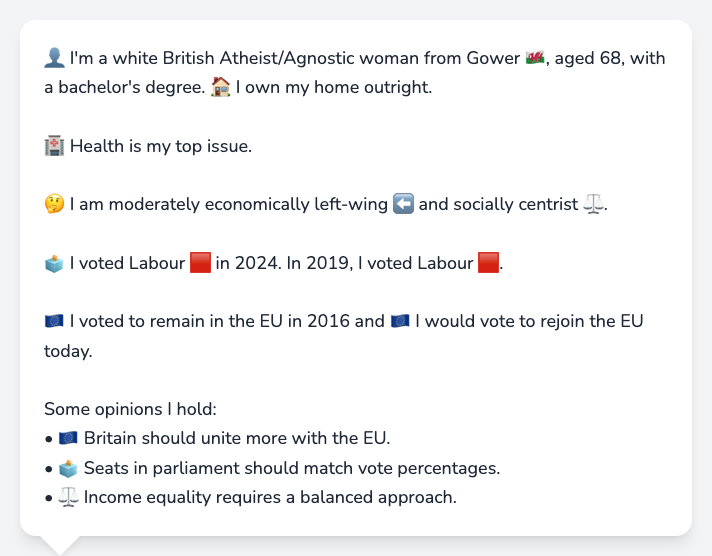 👤 I'm a white British Atheist/Agnostic woman from Gower 🏴󠁧󠁢󠁷󠁬󠁳󠁿, aged 68, with
a bachelor's degree. 🏠 I own my home outright.
🏥 Health is my top issue.
🤔 I am moderately economically left-wing ⬅️ and socially centrist ⚖️.
🗳️ I voted Labour 🟥 in 2024. In 2019, I voted Labour 🟥.
🇪🇺 I voted to remain in the EU in 2016 and 🇪🇺 I would vote to rejoin the EU
today.
Some opinions I hold:
• 🇪🇺 Britain should unite more with the EU.
• 🗳️ Seats in parliament should match vote percentages.
• ⚖️ Income equality requires a balanced approach.